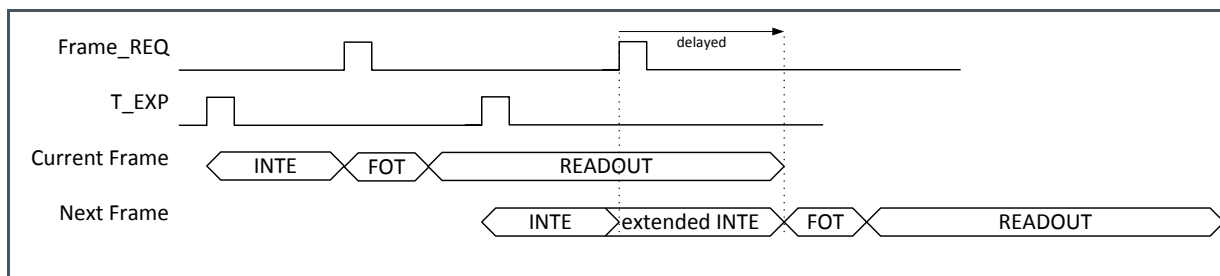 Frame_REQ
delayed
T_EXP
Current Frame INTE FOT READOUT
Next Frame INTE extended INTE FOT READOUT